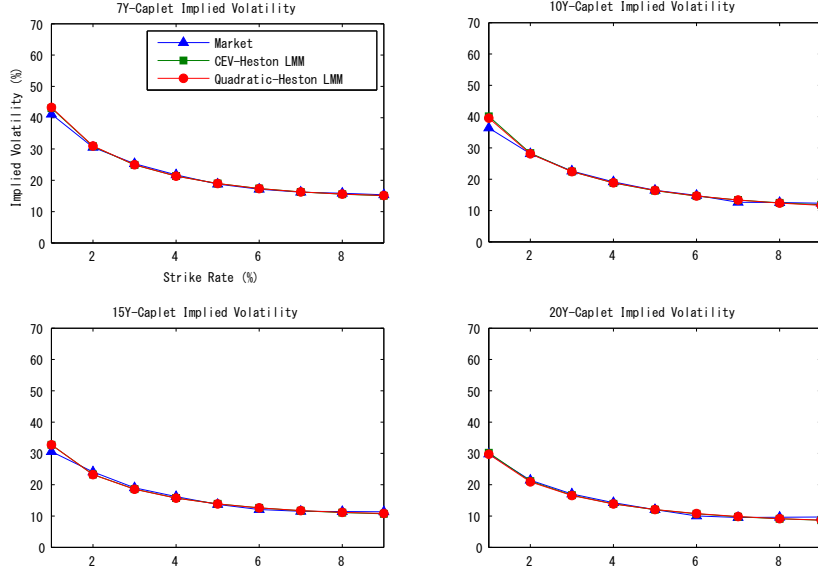 7Y-Caplet Implied Volatility
Implied Volatility (%)
70
60
50
40
30
20
10
0
Market
CEV-Heston LMM
Quadratic-Heston LMM
2 4 6 8
Strike Rate (%)
10Y-Caplet Implied Volatility
70
60
50
40
30
20
10
0
2 4 6 8
15Y-Caplet Implied Volatility
70
60
50
40
30
20
10
0
2 4 6 8
20Y-Caplet Implied Volatility
70
60
50
40
30
20
10
0
2 4 6 8